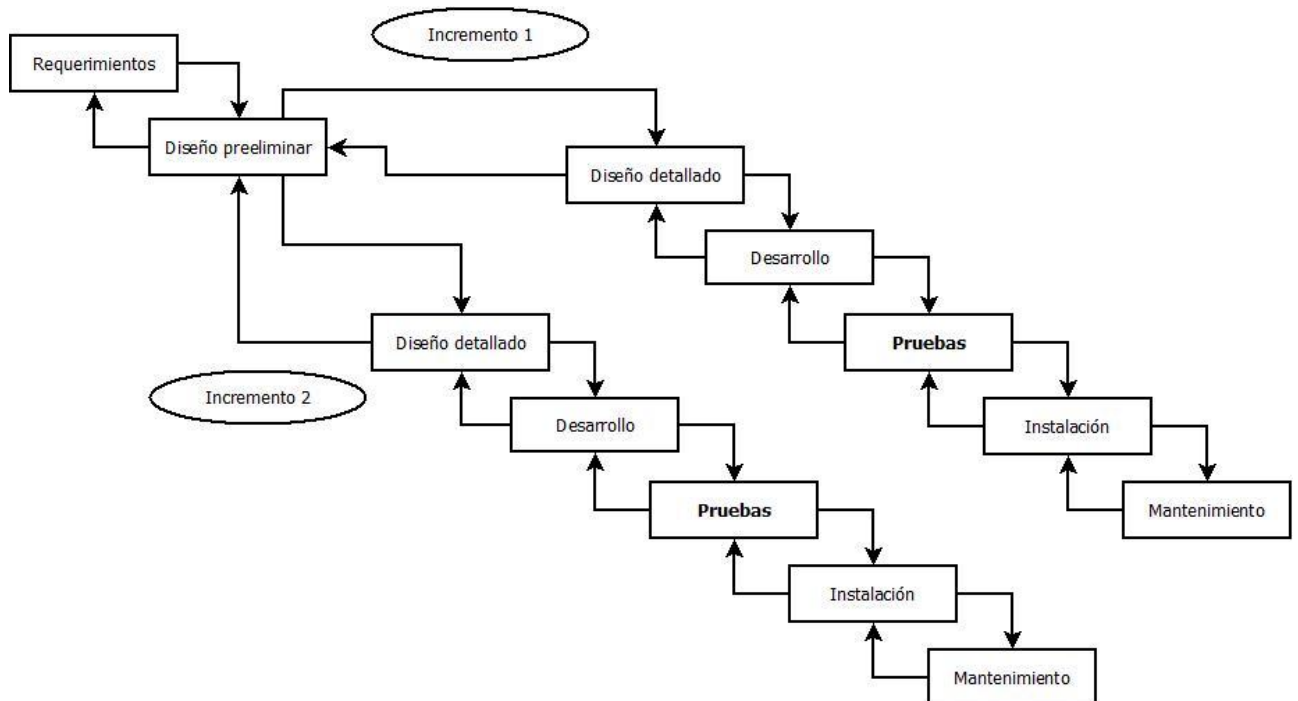 Incremento 1
Requerimientos
Diseño preeliminar
Diseño detallado
Desarrollo
Pruebas
Instalación
Mantenimiento
Incremento 2
Diseño detallado
Desarrollo
Pruebas
Instalación
Mantenimiento